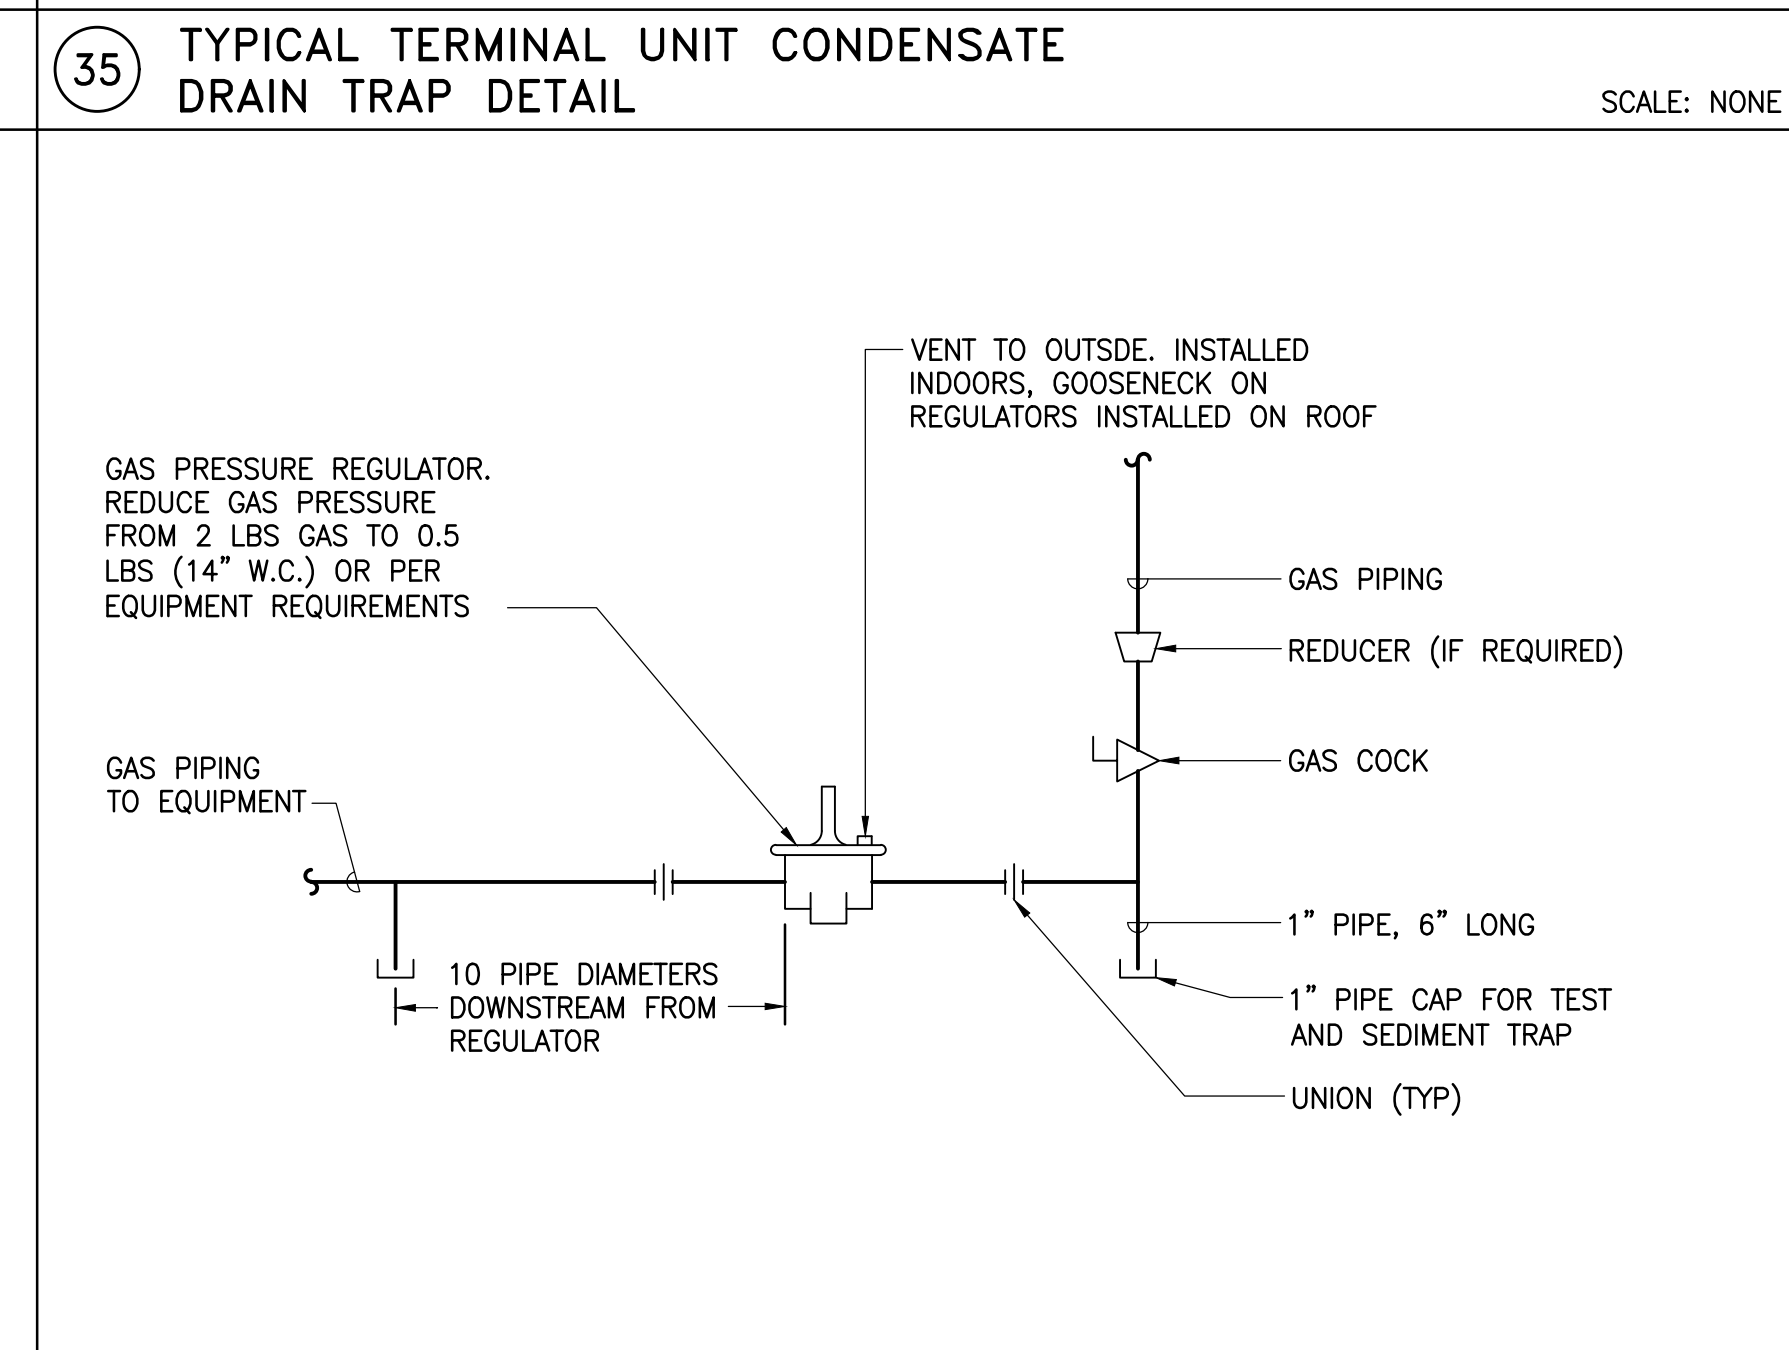 35
TYPICAL TERMINAL UNIT CONDENSATE
DRAIN TRAP DETAIL
SCALE: NONE
VENT TO OUTSDE. INSTALLED
INDOORS, GOOSENECK ON
REGULATORS INSTALLED ON ROOF
GAS PRESSURE REGULATOR.
REDUCE GAS PRESSURE
FROM 2 LBS GAS TO 0.5
LBS (14" W.C.) OR PER
EQUIPMENT REQUIREMENTS
GAS PIPING
REDUCER (IF REQUIRED)
GAS COCK
GAS PIPING
TO EQUIPMENT
1" PIPE, 6" LONG
10 PIPE DIAMETERS
DOWNSTREAM FROM
REGULATOR
1" PIPE CAP FOR TEST
AND SEDIMENT TRAP
UNION (TYP)